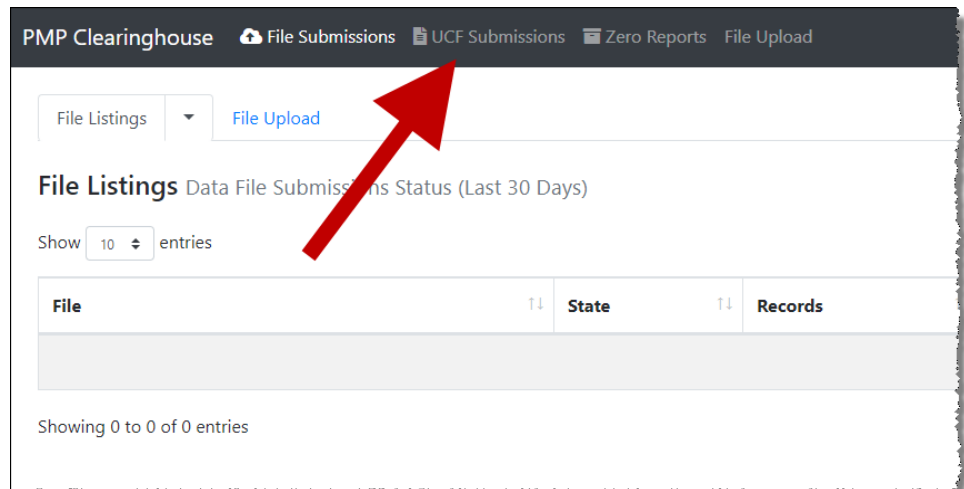 PMP Clearinghouse File Submissions UCF Submissions Zero Reports File Upload
File Listings File Upload
File Listings Data File Submissions Status (Last 30 Days)
Show 10 entries
File State Records
Showing 0 to 0 of 0 entries